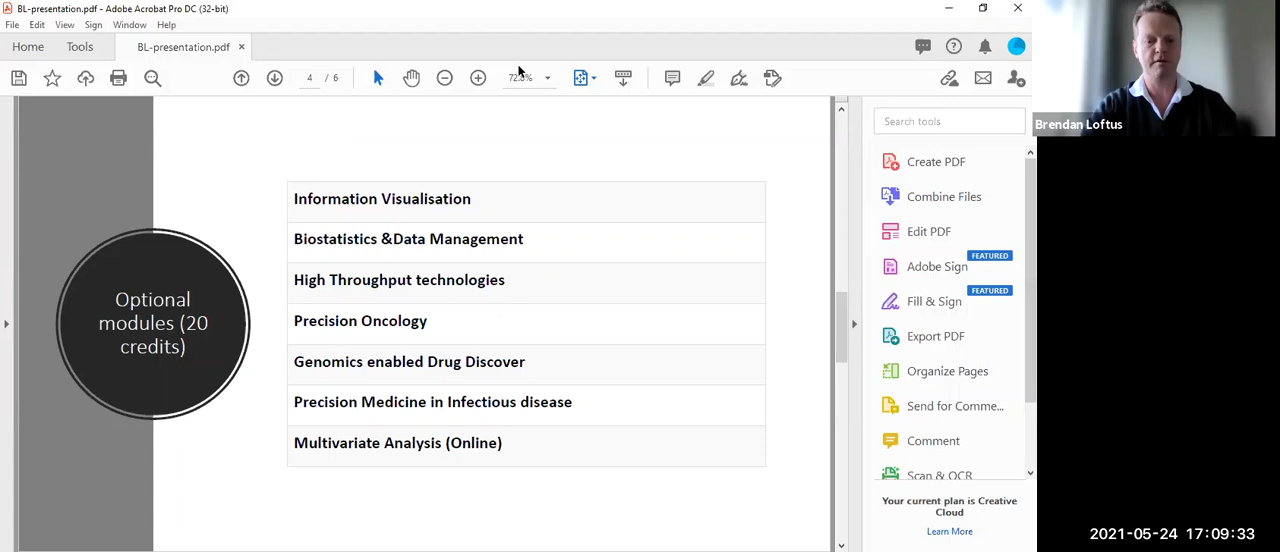 BL-presentation.pdf - Adobe Acrobat Pro DC (32-bit)
File Edit View Sign Window Help
Home Tools BL-presentation.pdf ×
4 / 6
Brendan Loftus
Search tools
Create PDF
Combine Files
Edit PDF
FEATURED
Adobe Sign
FEATURED
Fill & Sign
Export PDF
Organize Pages
Send for Comme...
Comment
Scan & OCR
Your current plan is Creative
Cloud
Learn More
Optional
modules (20
credits)
Information Visualisation
Biostatistics &Data Management
High Throughput technologies
Precision Oncology
Genomics enabled Drug Discover
Precision Medicine in Infectious disease
Multivariate Analysis (Online)
2021-05-24 17:09:33